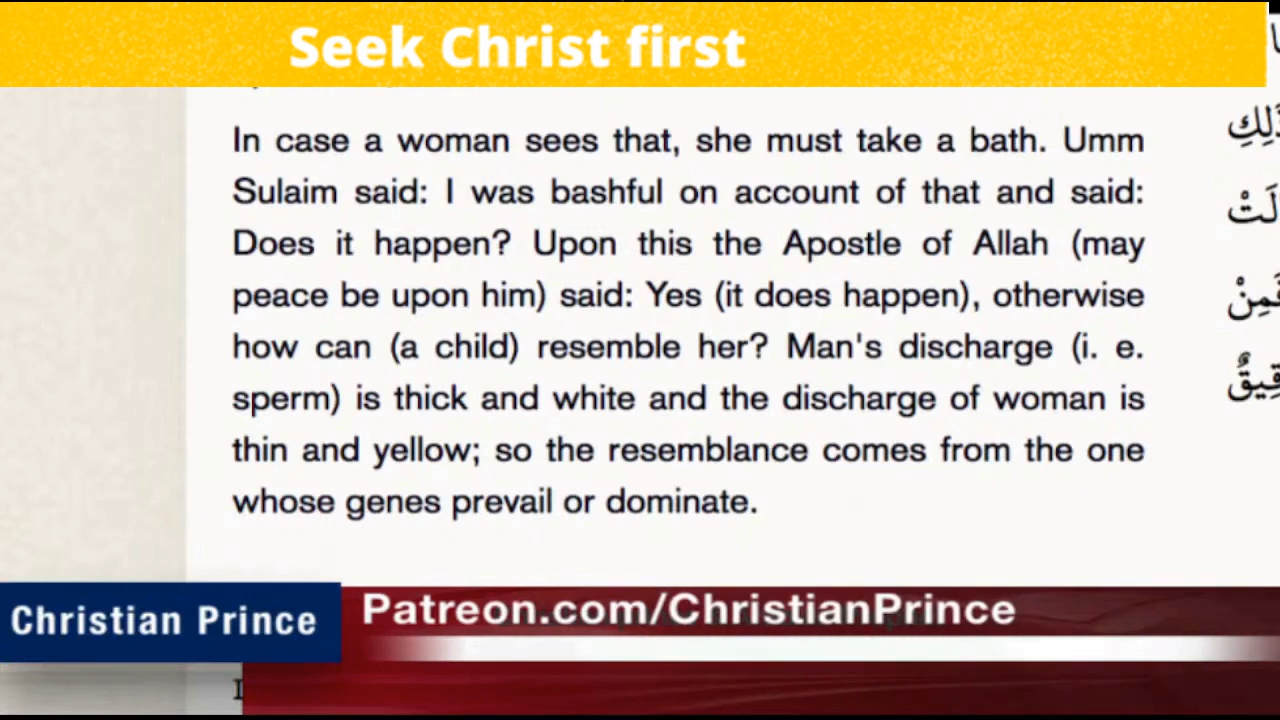 Seek Christ first
In case a woman sees that, she must take a bath. Umm
Sulaim said: I was bashful on account of that and said:
Does it happen? Upon this the Apostle of Allah (may
peace be upon him) said: Yes (it does happen), otherwise
how can (a child) resemble her? Man's discharge (i. e.
sperm) is thick and white and the discharge of woman is
thin and yellow; so the resemblance comes from the one
whose genes prevail or dominate.
Christian Prince
Patreon.com/ChristianPrince